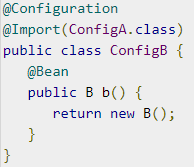 @Configuration
@Import(ConfigA.class)
public class ConfigB {
@Bean
public B b() {
return new B();
}
}